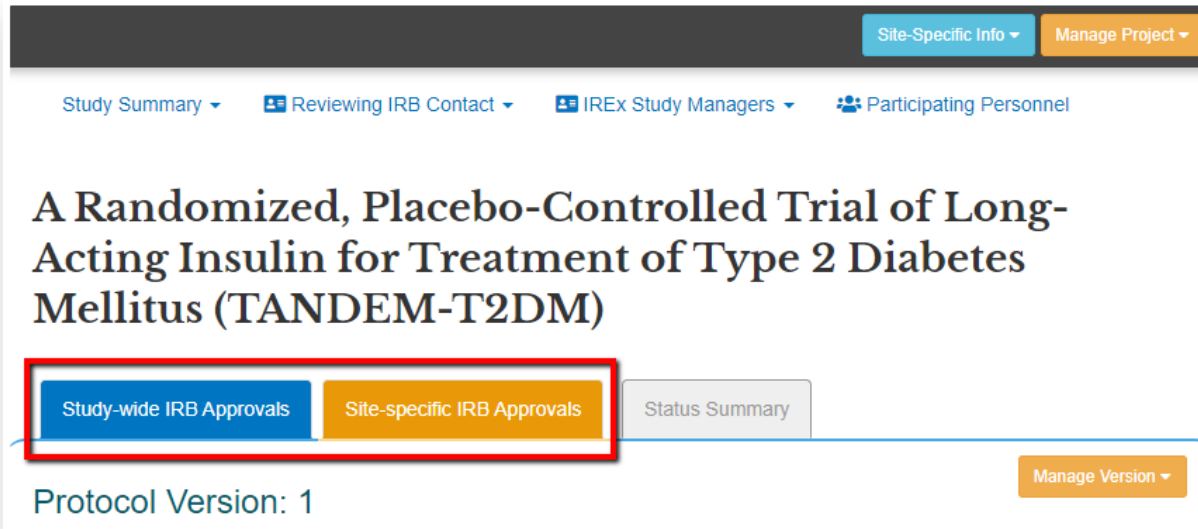 Site-Specific Info
Manage Project
Study Summary
Reviewing IRB Contact
IREx Study Managers
Participating Personnel
A Randomized, Placebo-Controlled Trial of Long-
Acting Insulin for Treatment of Type 2 Diabetes
Mellitus (TANDEM-T2DM)
Study-wide IRB Approvals
Site-specific IRB Approvals
Status Summary
Manage Version
Protocol Version: 1